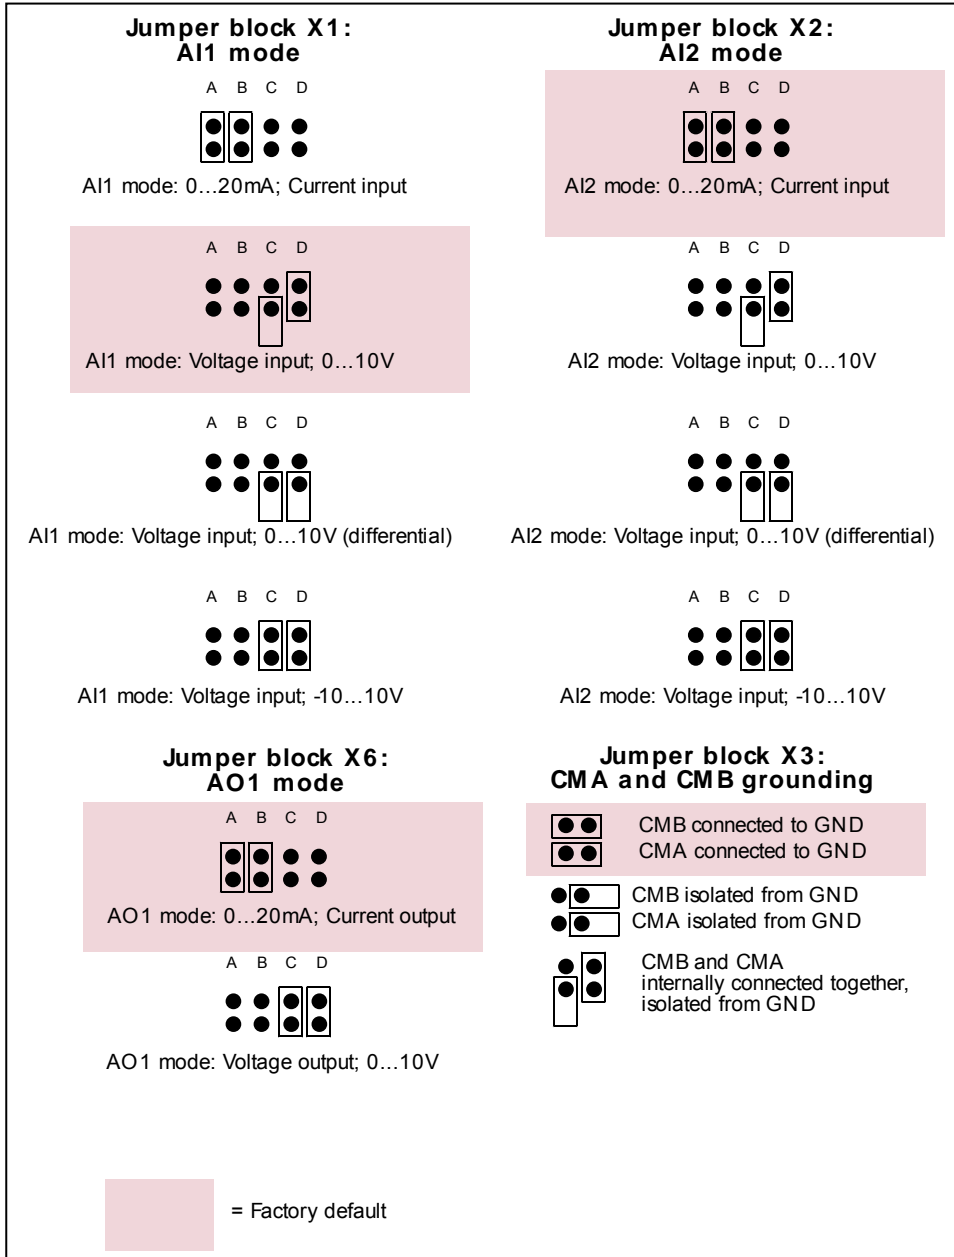 Jumper block X1:
AI1 mode
A B C D
AI1 mode: 0...20mA; Current input
A B C D
AI1 mode: Voltage input; 0...10V
A B C D
AI1 mode: Voltage input; 0...10V (differential)
A B C D
AI1 mode: Voltage input; -10...10V
Jumper block X2:
AI2 mode
A B C D
AI2 mode: 0...20mA; Current input
A B C D
AI2 mode: Voltage input; 0...10V
A B C D
AI2 mode: Voltage input; 0...10V (differential)
A B C D
AI2 mode: Voltage input; -10...10V
Jumper block X6:
AO1 mode
A B C D
AO1 mode: 0...20mA; Current output
A B C D
AO1 mode: Voltage output; 0...10V
Jumper block X3:
CMA and CMB grounding
CMB connected to GND
CMA connected to GND
CMB isolated from GND
CMA isolated from GND
CMB and CMA
internally connected together,
isolated from GND
= Factory default